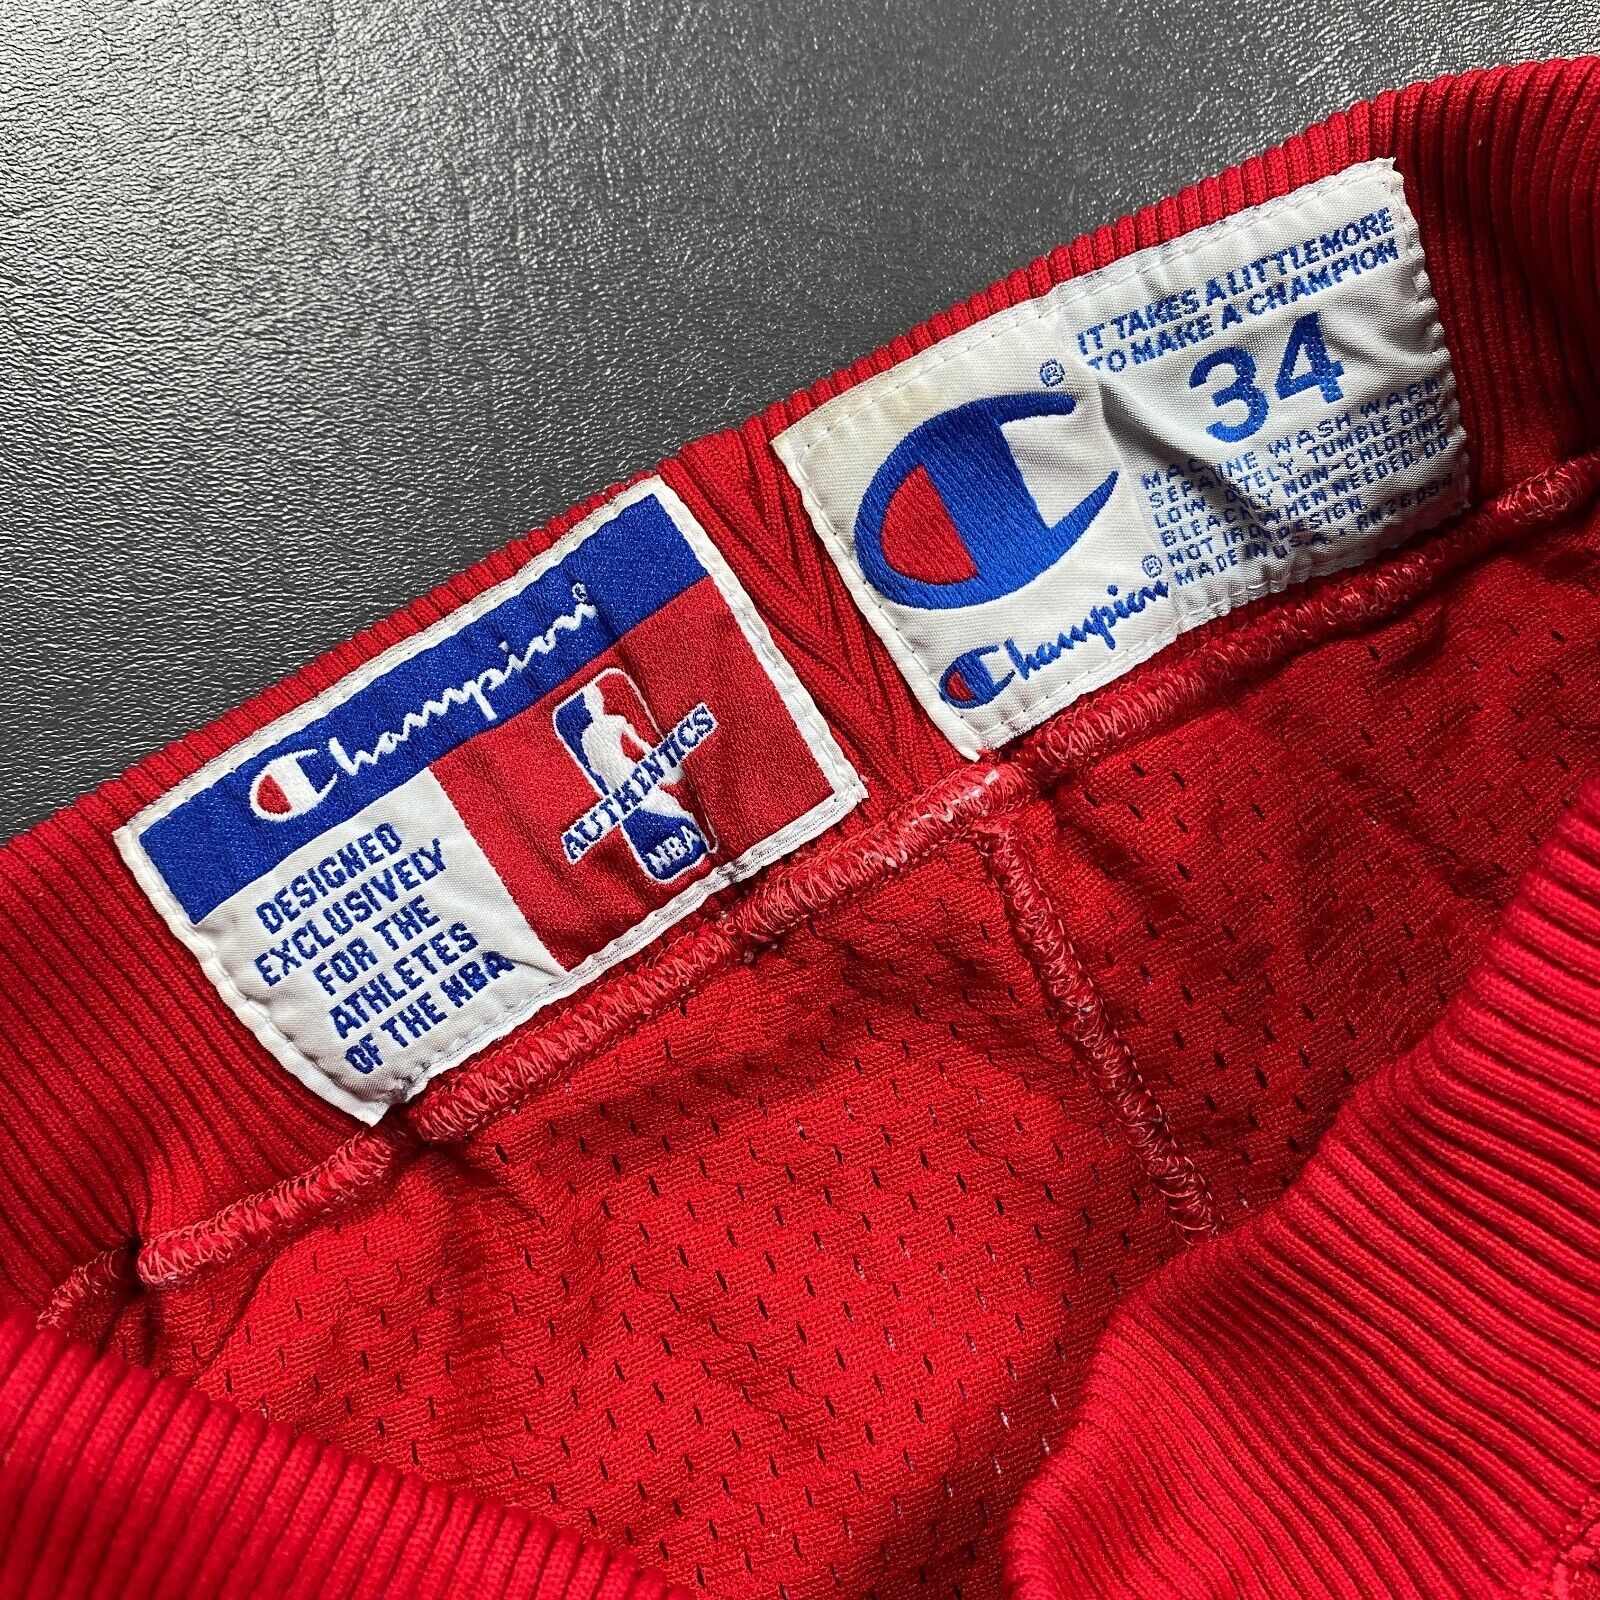 Champion®
DESIGNED
EXCLUSIVELY
FOR THE
ATHLETES
OF THE NBA
AUTHENTICS
NBA
®
Champion®
IT TAKES A LITTLE MORE
TO MAKE A CHAMPION
34
MACHINE WASH WARM
SEPARATELY, TUMBLE DRY
LOW, ONLY NON-CHLORINE
BLEACH WHEN NEEDED, DO
NOT IRON DESIGN.
MADE IN U.S.A. RN 26094